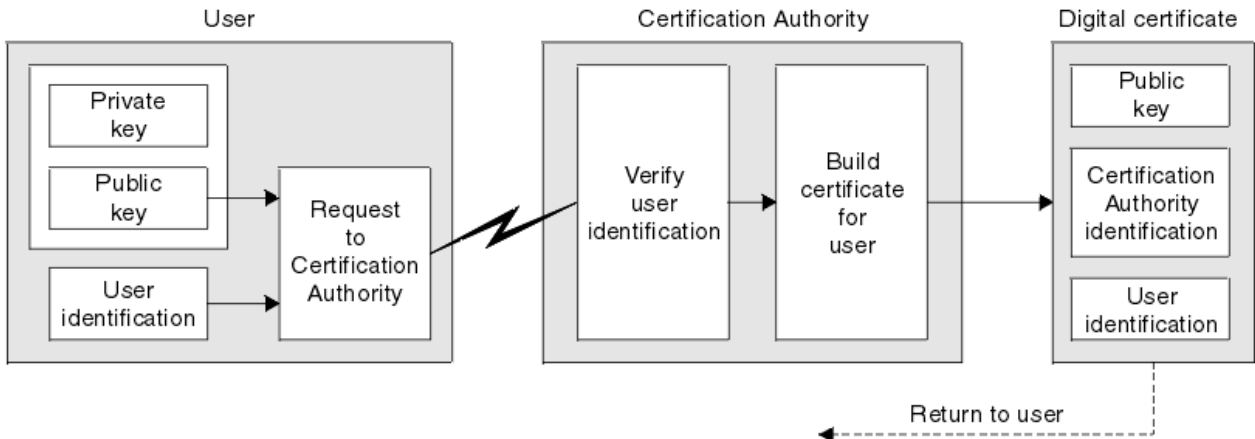 User
Private
key
Public
key
User
identification
Request
to
Certification
Authority
Certification Authority
Verify
user
identification
Build
certificate
for
user
Digital certificate
Public
key
Certification
Authority
identification
User
identification
Return to user